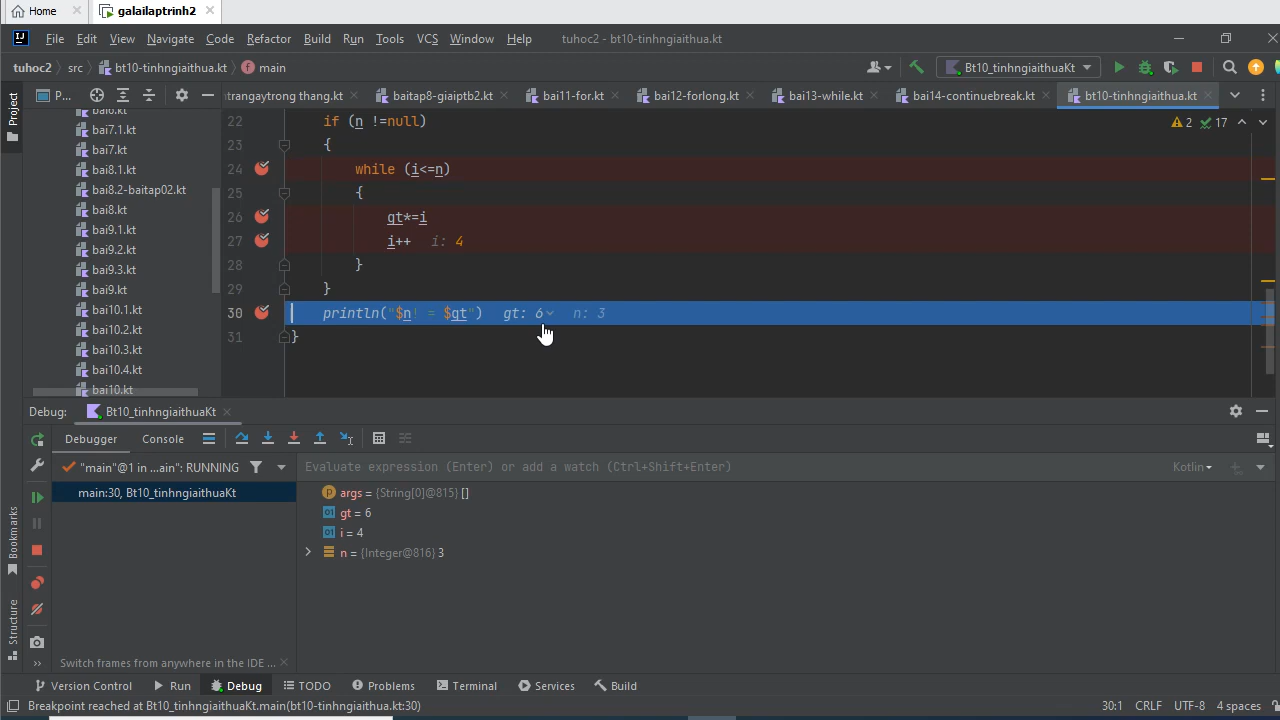 Home
galailaptrinh2
File Edit View Navigate Code Refactor Build Run Tools VCS Window Help tuhoc2 - bt10-tinhngiaithua.kt
tuhoc2 src bt10-tinhngiaithua.kt main Bt10_tinhngiaithuaKt
Project
P...
trangaytrong thang.kt baitap8-giaiptb2.kt bai11-for.kt bai12-forlong.kt bai13-while.kt bai14-continuebreak.kt bt10-tinhngiaithua.kt
2 17
bai6.kt
bai7.1.kt
bai7.kt
bai8.1.kt
bai8.2-baitap02.kt
bai8.kt
bai9.1.kt
bai9.2.kt
bai9.3.kt
bai9.kt
bai10.1.kt
bai10.2.kt
bai10.3.kt
bai10.4.kt
bai10.kt
22 if (n !=null)
23 {
24 while (i<=n)
25 {
26 gt*=i
27 i++ i: 4
28 }
29 }
30 println("$n! = $gt") gt: 6 n: 3
31 }
Debug: Bt10_tinhngiaithuaKt
Debugger Console
"main"@1 in ...ain": RUNNING
Evaluate expression (Enter) or add a watch (Ctrl+Shift+Enter) Kotlin
main:30, Bt10_tinhngiaithuaKt
args = {String[0]@815} []
gt = 6
i = 4
n = {Integer@816} 3
Bookmarks
Structure
Switch frames from anywhere in the IDE ...
Version Control Run Debug TODO Problems Terminal Services Build
Breakpoint reached at Bt10_tinhngiaithuaKt.main(bt10-tinhngiaithua.kt:30) 30:1 CRLF UTF-8 4 spaces